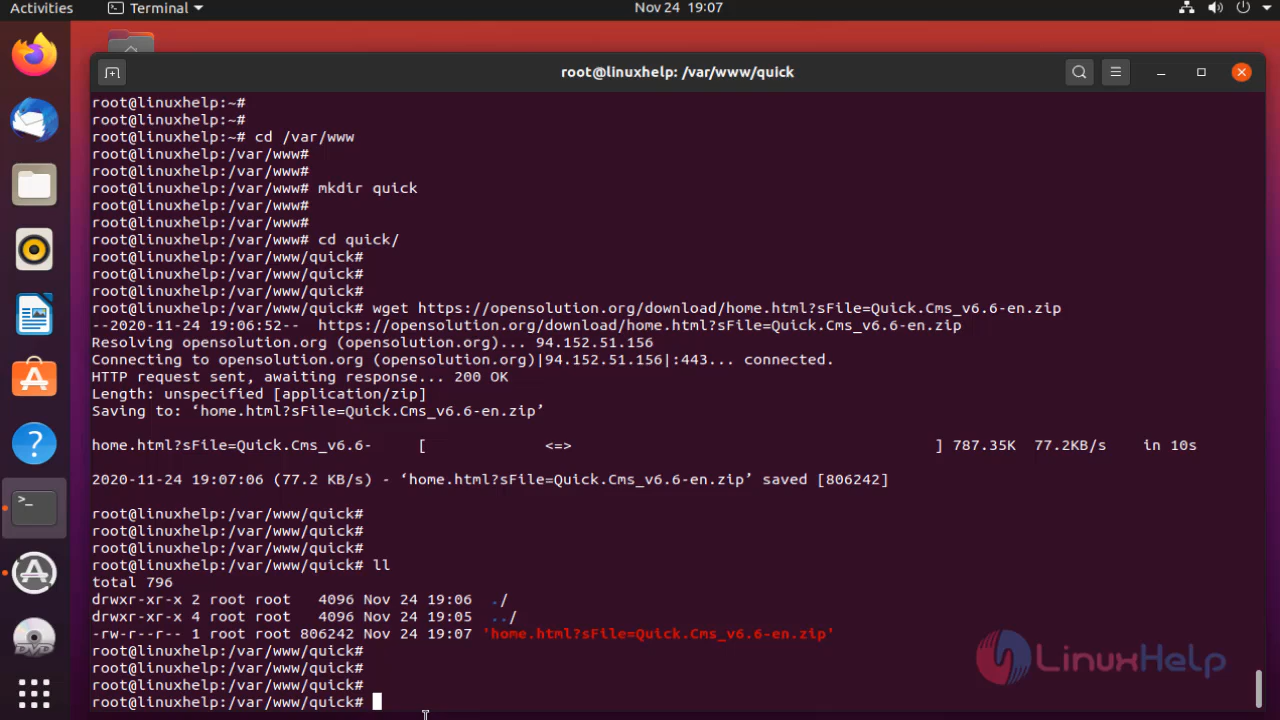 Activities
Terminal
Nov 24 19:07
root@linuxhelp: /var/www/quick
root@linuxhelp:~#
root@linuxhelp:~#
root@linuxhelp:~# cd /var/www
root@linuxhelp:/var/www#
root@linuxhelp:/var/www#
root@linuxhelp:/var/www# mkdir quick
root@linuxhelp:/var/www#
root@linuxhelp:/var/www#
root@linuxhelp:/var/www# cd quick/
root@linuxhelp:/var/www/quick#
root@linuxhelp:/var/www/quick#
root@linuxhelp:/var/www/quick#
root@linuxhelp:/var/www/quick# wget https://opensolution.org/download/home.html?sFile=Quick.Cms_v6.6-en.zip
--2020-11-24 19:06:52--  https://opensolution.org/download/home.html?sFile=Quick.Cms_v6.6-en.zip
Resolving opensolution.org (opensolution.org)... 94.152.51.156
Connecting to opensolution.org (opensolution.org)|94.152.51.156|:443... connected.
HTTP request sent, awaiting response... 200 OK
Length: unspecified [application/zip]
Saving to: ‘home.html?sFile=Quick.Cms_v6.6-en.zip’
home.html?sFile=Quick.Cms_v6.6-     [             <=>                                        ] 787.35K  77.2KB/s    in 10s
2020-11-24 19:07:06 (77.2 KB/s) - ‘home.html?sFile=Quick.Cms_v6.6-en.zip’ saved [806242]
root@linuxhelp:/var/www/quick#
root@linuxhelp:/var/www/quick#
root@linuxhelp:/var/www/quick#
root@linuxhelp:/var/www/quick# ll
total 796
drwxr-xr-x 2 root root   4096 Nov 24 19:06  ./
drwxr-xr-x 4 root root   4096 Nov 24 19:05  ../
-rw-r--r-- 1 root root 806242 Nov 24 19:07 'home.html?sFile=Quick.Cms_v6.6-en.zip'
root@linuxhelp:/var/www/quick#
root@linuxhelp:/var/www/quick#
root@linuxhelp:/var/www/quick#
root@linuxhelp:/var/www/quick#
LinuxHelp
DVD